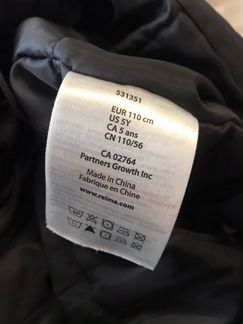 531351
EUR 110 cm
US 5Y
CA 5 ans
CN 110/56
CA 02764
Partners Growth Inc
Made in China
Fabriqué en Chine
www.reima.com